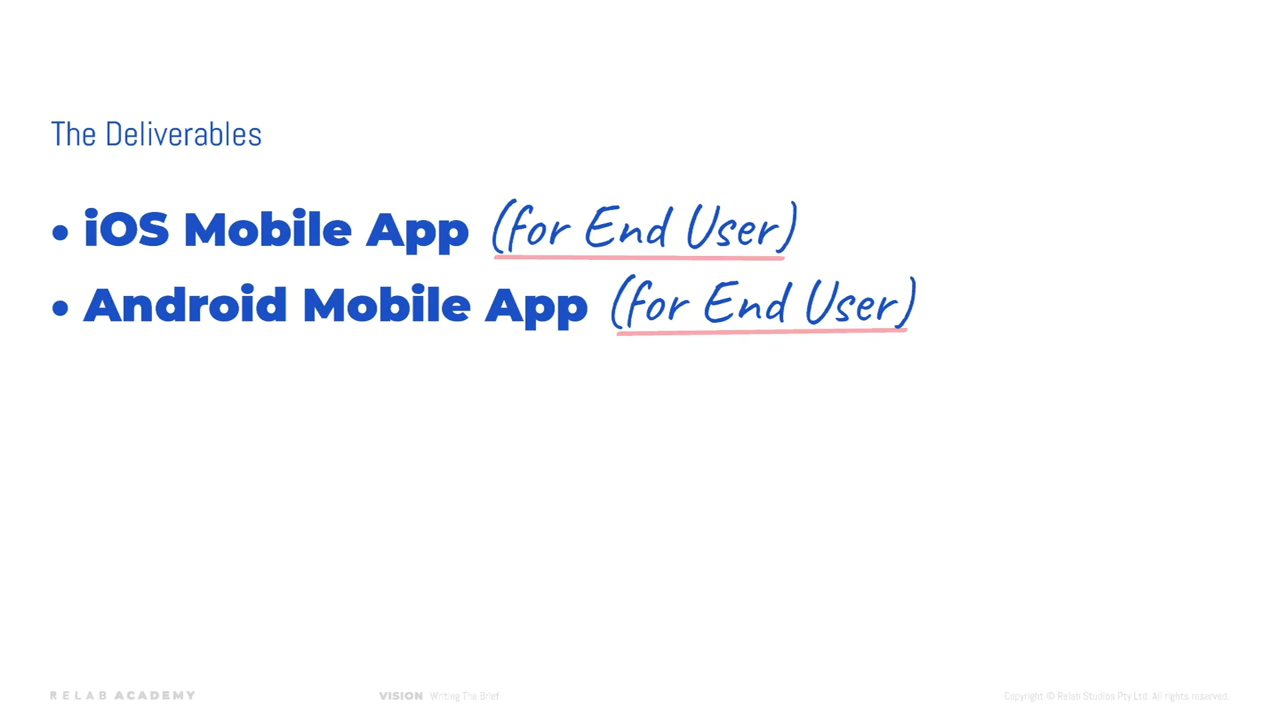 The Deliverables
• iOS Mobile App (for End User)
• Android Mobile App (for End User)
RELAB ACADEMY
VISION Writing The Brief
Copyright © Relab Studios Pty Ltd. All rights reserved.